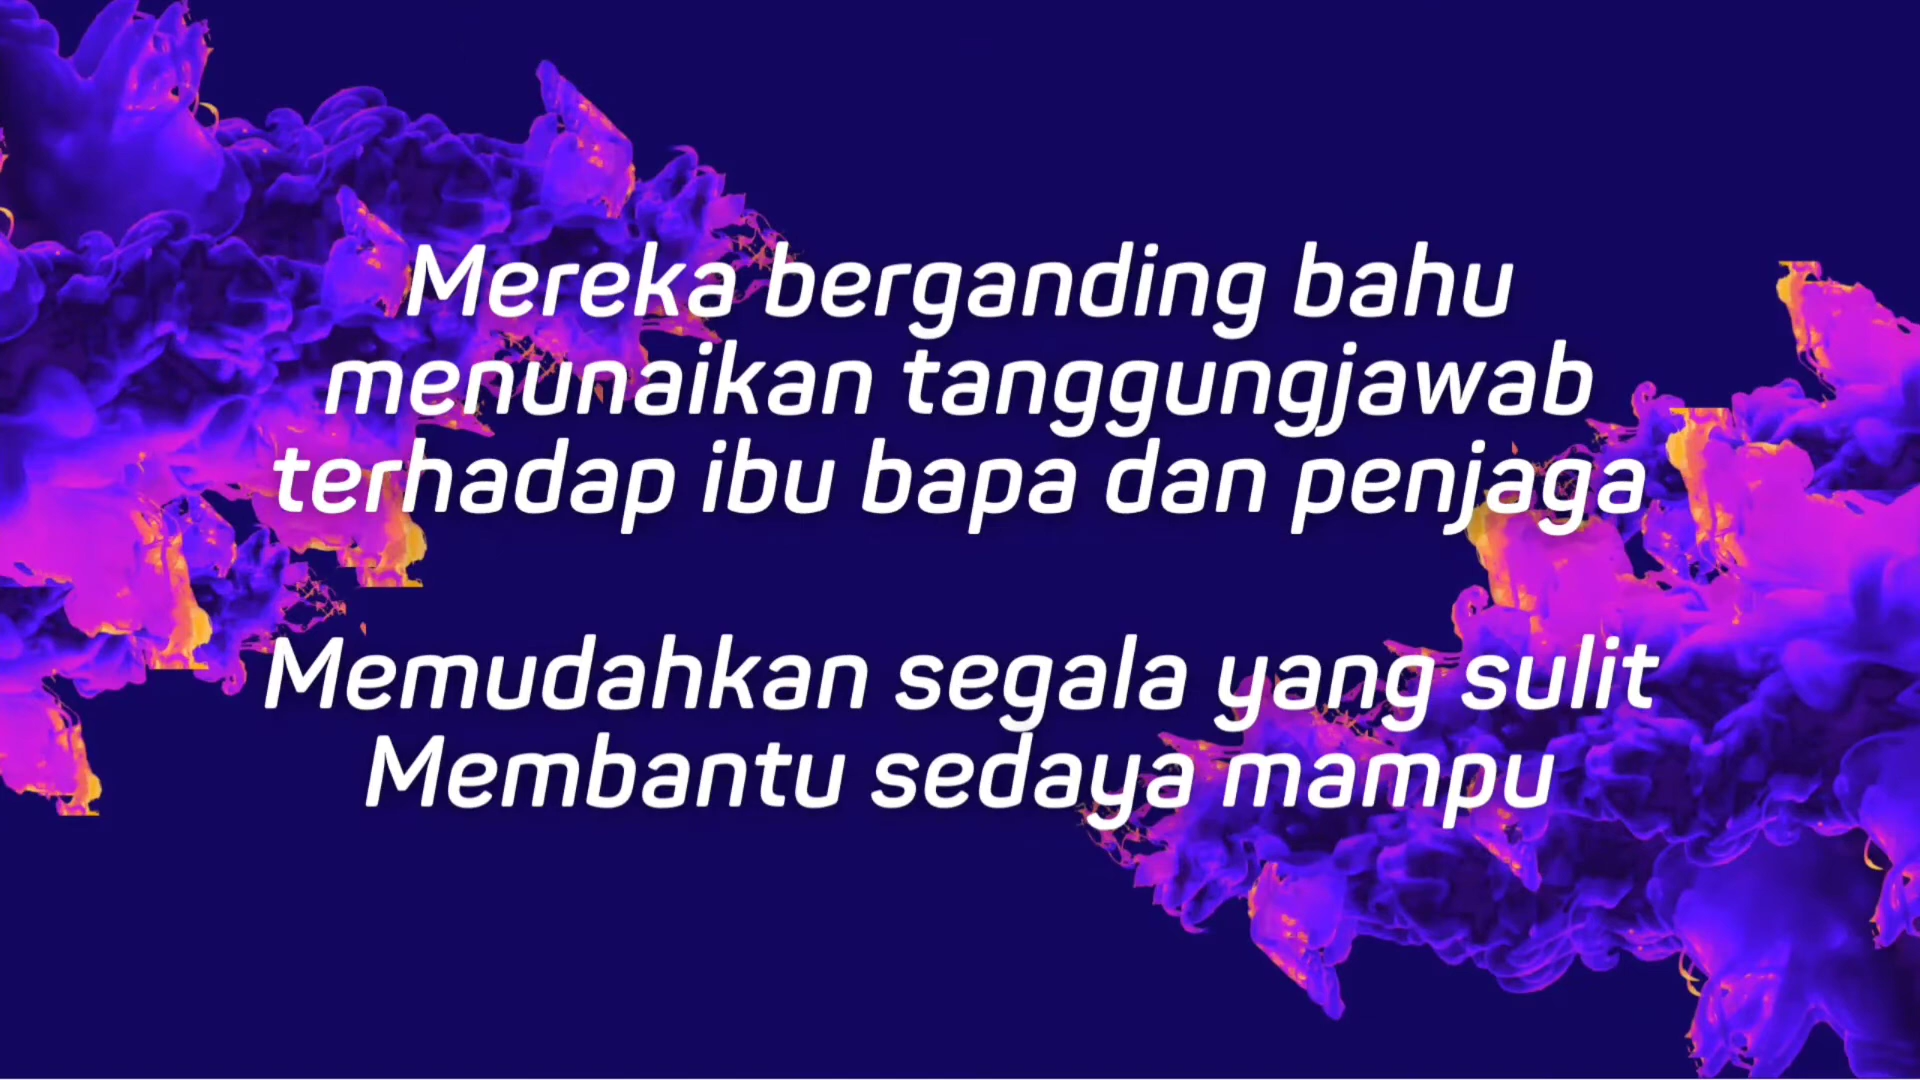 Mereka berganding bahu
menunaikan tanggungjawab
terhadap ibu bapa dan penjaga
Memudahkan segala yang sulit
Membantu sedaya mampu